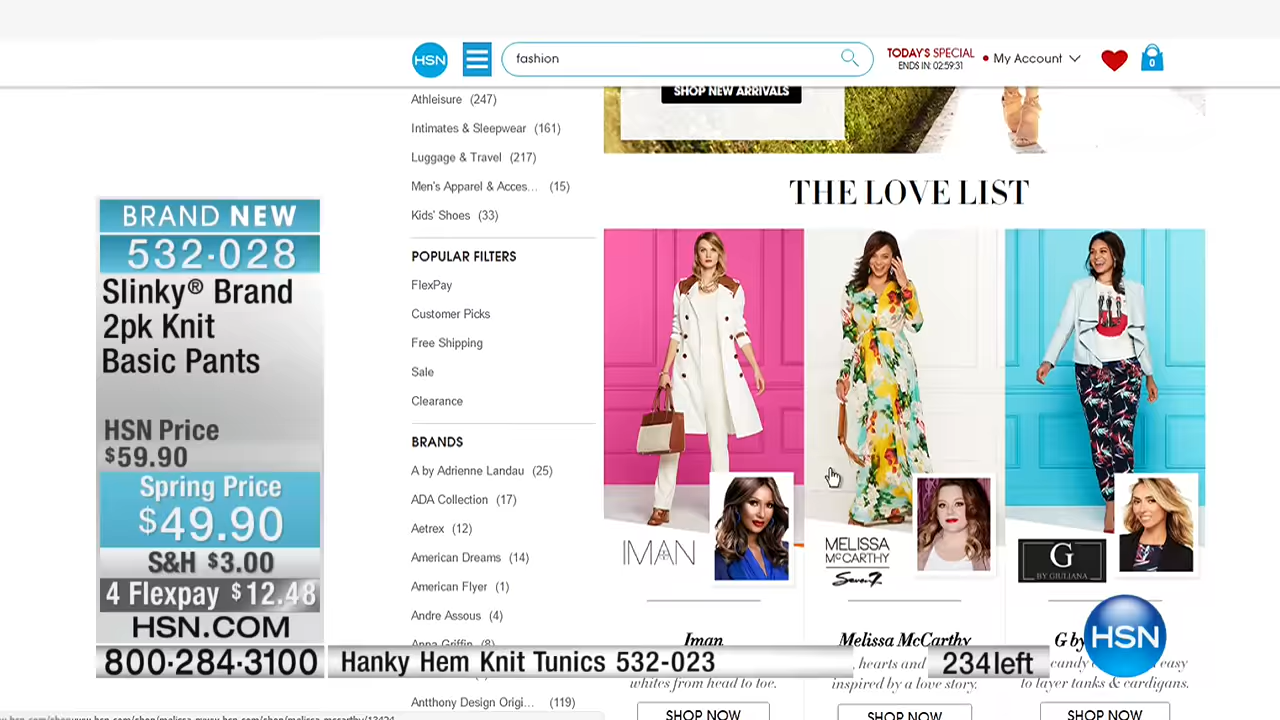 HSN
fashion
TODAY'S SPECIAL
ENDS IN: 02:59:31
My Account
0
Athleisure (247)
Intimates & Sleepwear (161)
Luggage & Travel (217)
Men's Apparel & Acces... (15)
Kids' Shoes (33)
POPULAR FILTERS
FlexPay
Customer Picks
Free Shipping
Sale
Clearance
BRANDS
A by Adrienne Landau (25)
ADA Collection (17)
Aetrex (12)
American Dreams (14)
American Flyer (1)
Andre Assous (4)
Anna Griffin (8)
Antthony Design Origi... (119)
SHOP NEW ARRIVALS
THE LOVE LIST
IMAN
MELISSA
McCARTHY
Seven7
G
BY GIULIANA
Iman
whites from head to toe.
SHOP NOW
Melissa McCarthy
hearts and
inspired by a love story.
SHOP NOW
G by
candy easy
to layer tanks & cardigans.
SHOP NOW
BRAND NEW
532-028
Slinky® Brand
2pk Knit
Basic Pants
HSN Price
$59.90
Spring Price
$49.90
S&H $3.00
4 Flexpay $12.48
HSN.COM
800-284-3100
Hanky Hem Knit Tunics 532-023
234 left
HSN